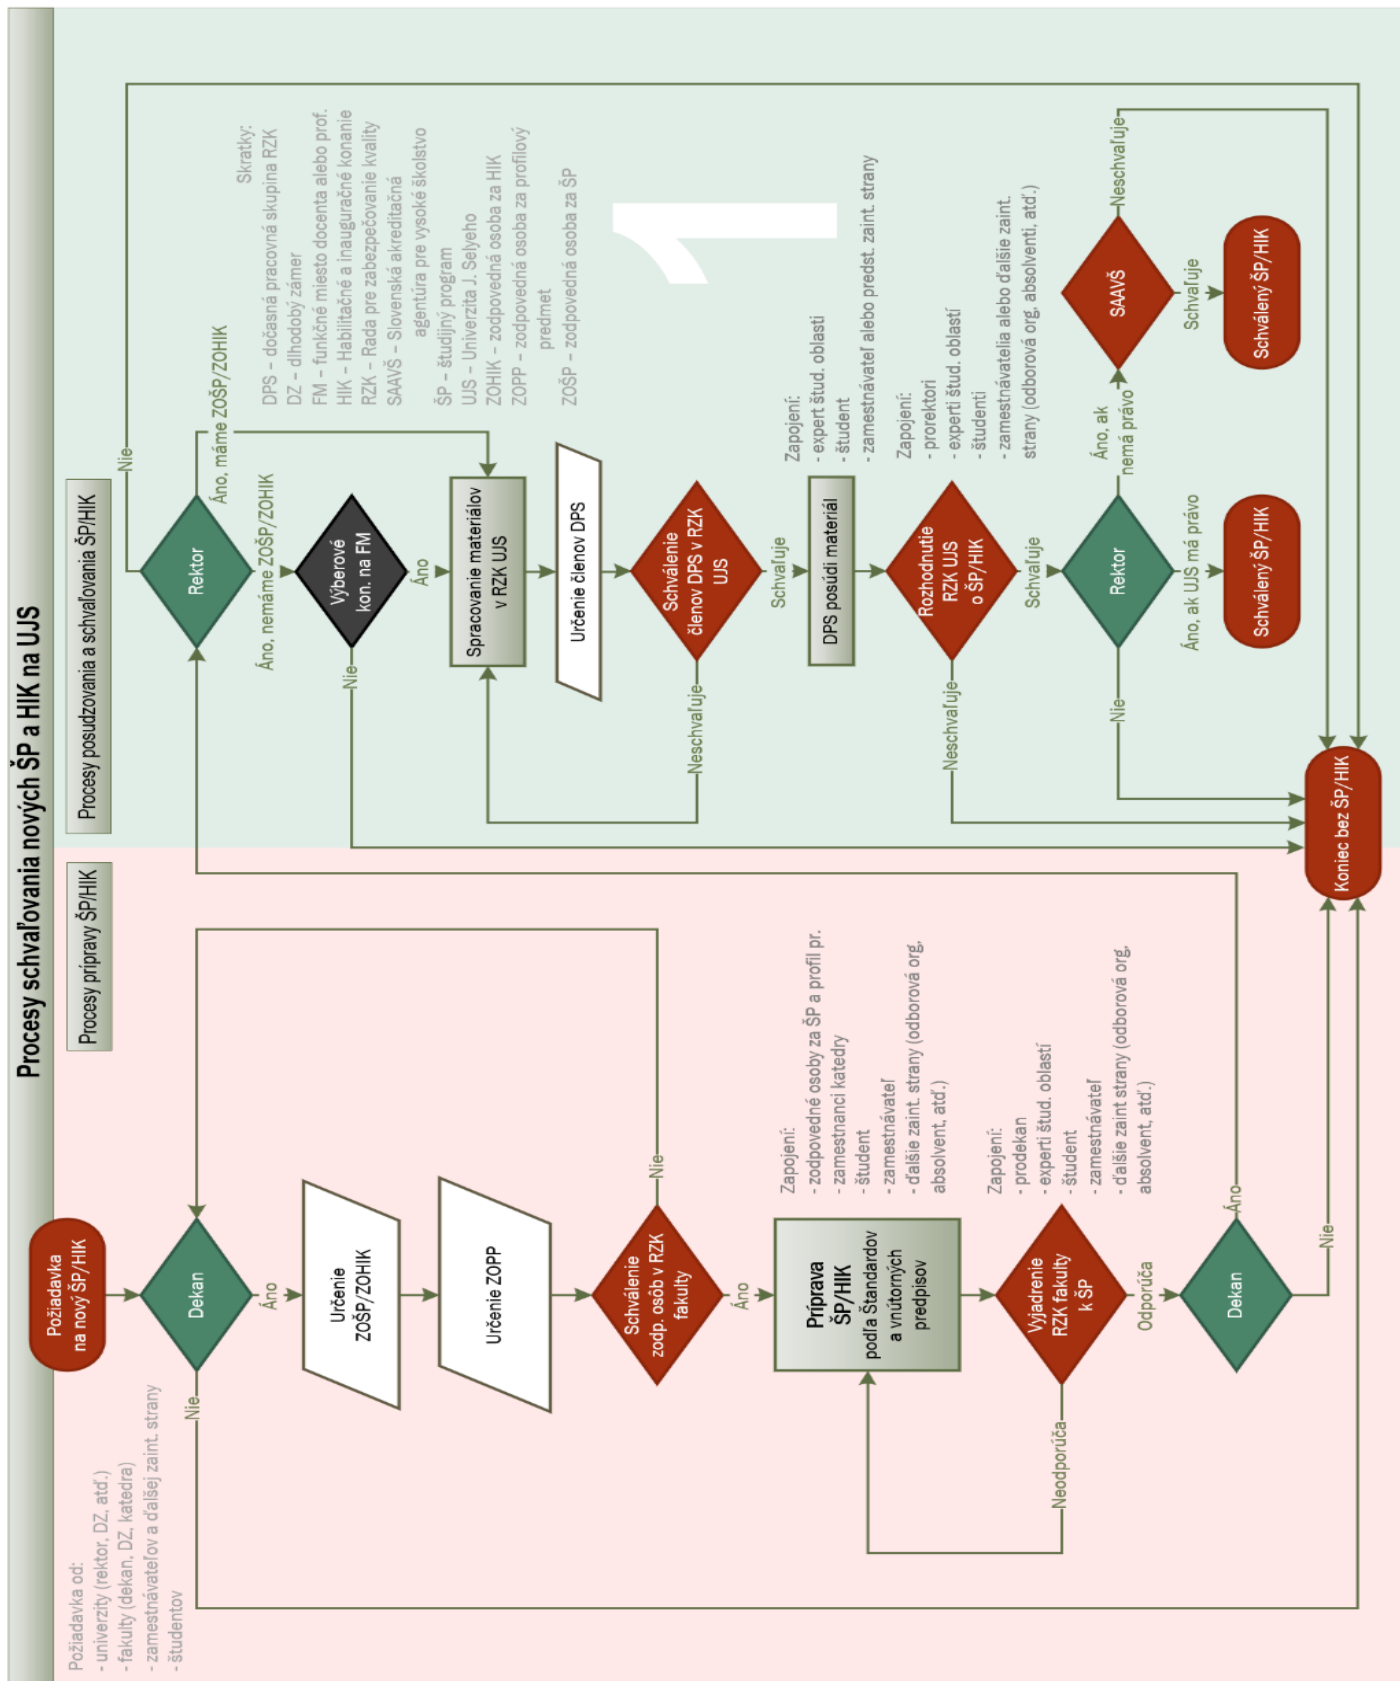 Procesy schvaľovania nových ŠP a HIK na UJS
Procesy prípravy ŠP/HIK
Požiadavka od:
- univerzity (rektor, DZ, atď.)
- fakulty (dekan, DZ, katedra)
- zamestnávateľov a ďalšej zaint. strany
- študentov
Požiadavka
na nový ŠP/HIK
Dekan
Nie
Áno
Určenie
ZOŠP/ZOHIK
Určenie ZOPP
Schválenie
zodp. osôb v RZK
fakulty
Nie
Áno
Príprava
ŠP/HIK
podľa Štandardov
a vnútorných
predpisov
Zapojení:
- zodpovedné osoby za ŠP a profil pr.
- zamestnanci katedry
- študent
- zamestnávateľ
- ďalšie zaint. strany (odborová org,
absolvent, atď.)
Vyjadrenie
RZK fakulty
k ŠP
Zapojení:
- prodekan
- experti štud. oblastí
- študent
- zamestnávateľ
- ďalšie zaint strany (odborová org,
absolvent, atď.)
Neodporúča
Odporúča
Dekan
Áno
Nie
Procesy posudzovania a schvaľovania ŠP/HIK
Rektor
Nie
Áno, máme ZOŠP/ZOHIK
Áno, nemáme ZOŠP/ZOHIK
Skratky:
DPS – dočasná pracovná skupina RZK
DZ – dlhodobý zámer
FM – funkčné miesto docenta alebo prof.
HIK – Habilitačné a inauguračné konanie
RZK – Rada pre zabezpečovanie kvality
SAAVŠ – Slovenská akreditačná
agentúra pre vysoké školstvo
ŠP – študijný program
UJS - Univerzita J. Selyeho
ZOHIK – zodpovedná osoba za HIK
ZOPP – zodpovedná osoba za profilový
predmet
ZOŠP – zodpovedná osoba za ŠP
1
Výberové
kon. na FM
Nie
Áno
Spracovanie materiálov
v RZK UJS
Určenie členov DPS
Schválenie
členov DPS v RZK
UJS
Neschvaľuje
Schvaľuje
DPS posúdi materiál
Zapojení:
- expert štud. oblasti
- študent
- zamestnávateľ alebo predst. zaint. strany
Rozhodnutie
RZK UJS
o ŠP/HIK
Zapojení:
- prorektori
- experti štud. oblastí
- študenti
- zamestnávatelia alebo ďalšie zaint.
strany (odborová org, absolventi, atď.)
Neschvaľuje
Schvaľuje
Rektor
Nie
Áno, ak
nemá právo
Áno, ak UJS má právo
SAAVŠ
Neschvaľuje
Schvaľuje
Schválený ŠP/HIK
Schválený ŠP/HIK
Koniec bez ŠP/HIK